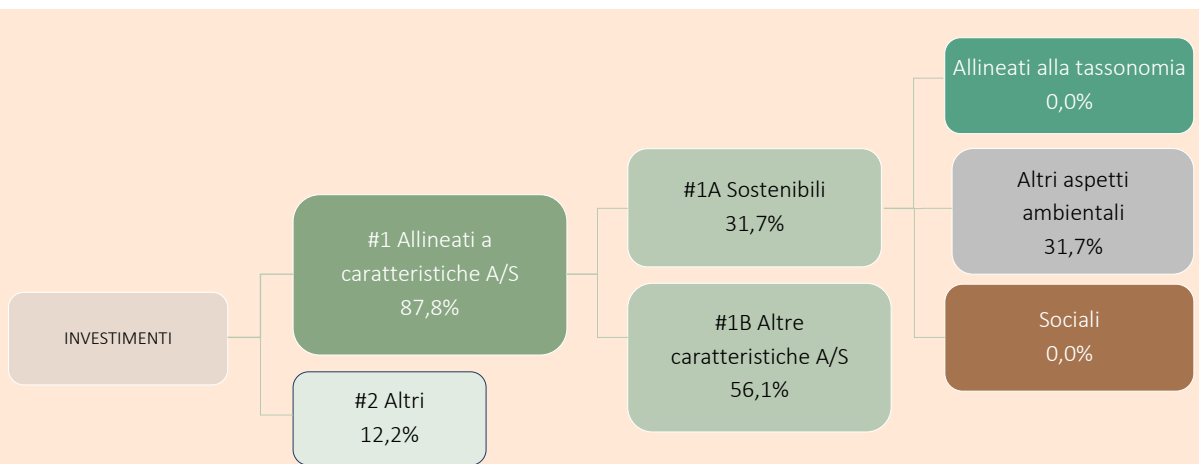 INVESTIMENTI
#1 Allineati a
caratteristiche A/S
87,8%
#2 Altri
12,2%
#1A Sostenibili
31,7%
#1B Altre
caratteristiche A/S
56,1%
Allineati alla tassonomia
0,0%
Altri aspetti
ambientali
31,7%
Sociali
0,0%